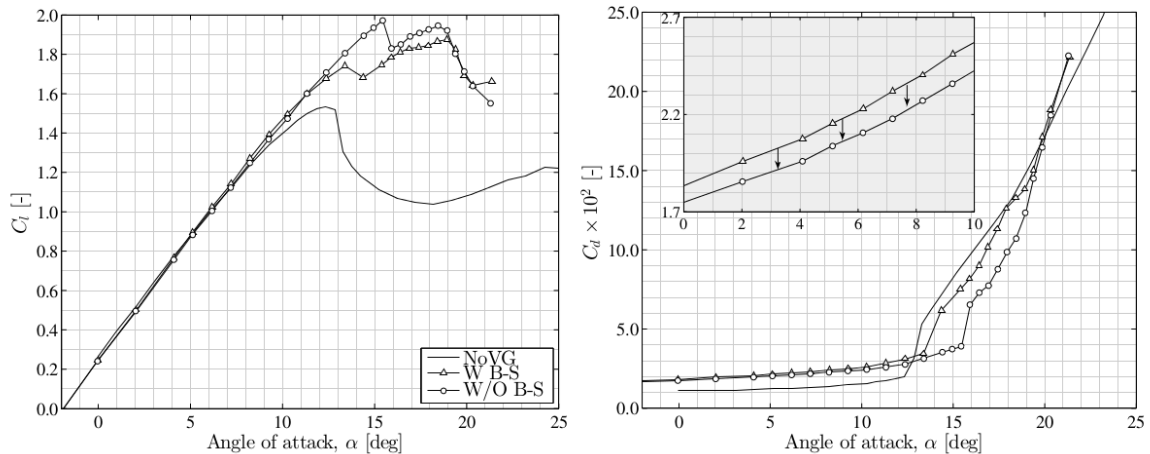 2.0
1.8
1.6
1.4
1.2
1.0
0.8
0.6
0.4
0.2
0.0
C_l [-]
NoVG
W B-S
W/O B-S
0 5 10 15 20 25
Angle of attack, α [deg]
25.0
20.0
15.0
10.0
5.0
0.0
C_d × 10^2 [-]
2.7
2.2
1.7
0 2 4 6 8 10
0 5 10 15 20 25
Angle of attack, α [deg]